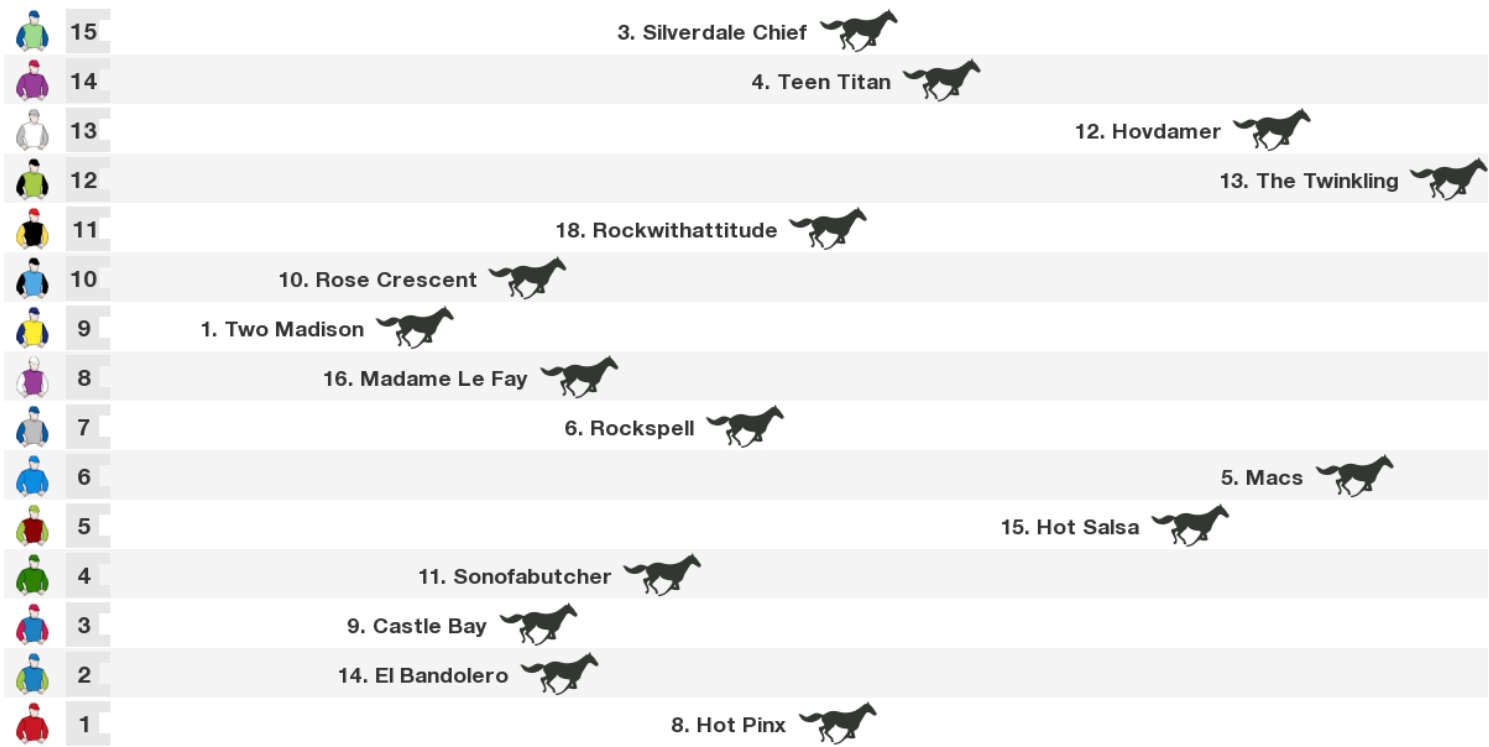 15 3. Silverdale Chief
14 4. Teen Titan
13 12. Hovdamer
12 13. The Twinkling
11 18. Rockwithattitude
10 10. Rose Crescent
9 1. Two Madison
8 16. Madame Le Fay
7 6. Rockspell
6 5. Macs
5 15. Hot Salsa
4 11. Sonofabutcher
3 9. Castle Bay
2 14. El Bandolero
1 8. Hot Pinx